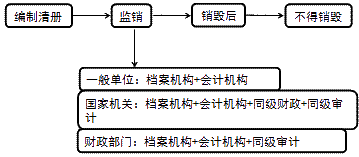 编制清册
监销
销毁后
不得销毁
一般单位：档案机构+会计机构
国家机关：档案机构+会计机构+同级财政+同级审
计
财政部门：档案机构+会计机构+同级审计